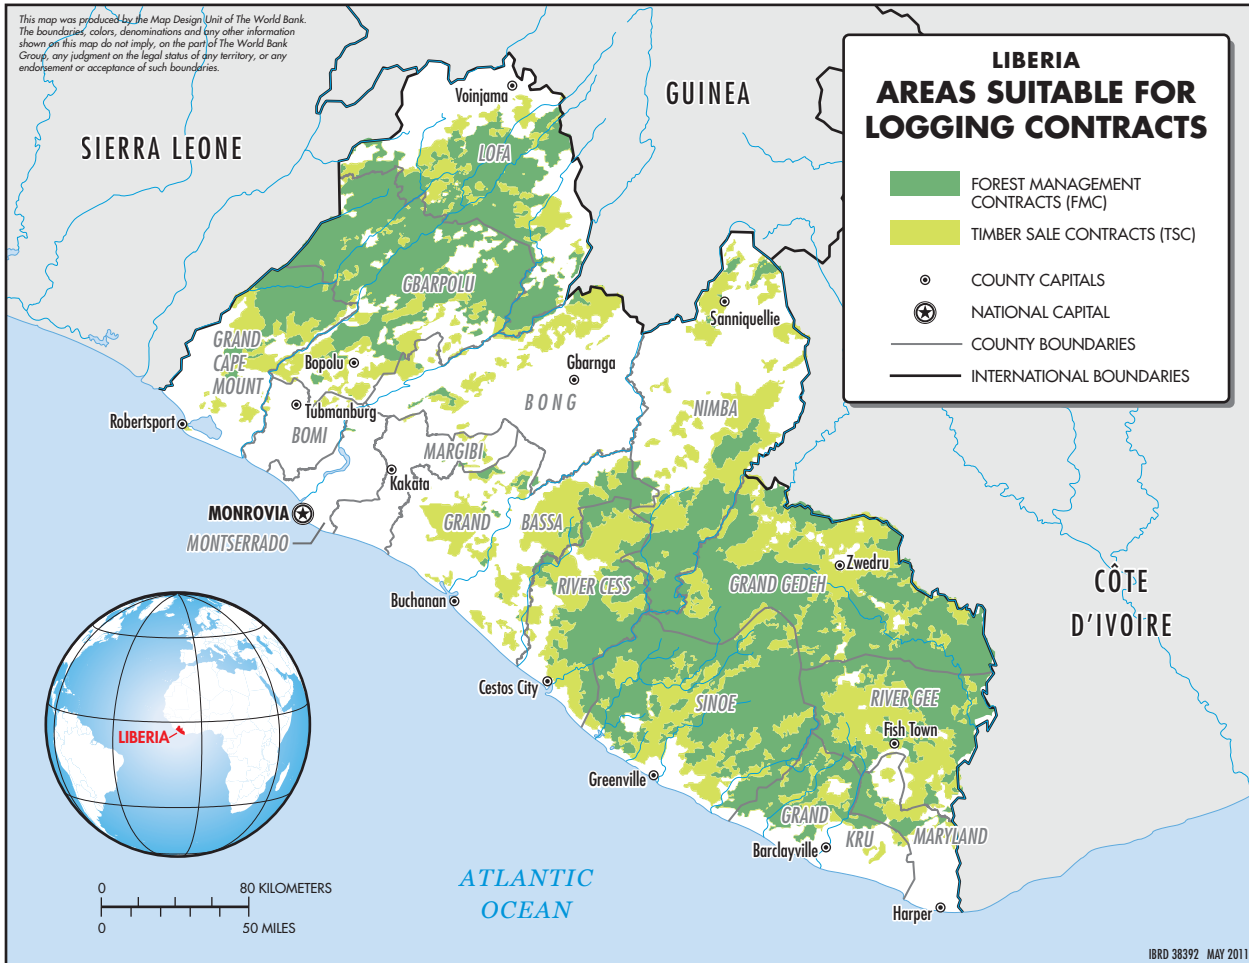 This map was produced by the Map Design Unit of The World Bank.
The boundaries, colors, denominations and any other information
shown on this map do not imply, on the part of The World Bank
Group, any judgment on the legal status of any territory, or any
endorsement or acceptance of such boundaries.
LIBERIA
AREAS SUITABLE FOR
LOGGING CONTRACTS
FOREST MANAGEMENT
CONTRACTS (FMC)
TIMBER SALE CONTRACTS (TSC)
COUNTY CAPITALS
NATIONAL CAPITAL
COUNTY BOUNDARIES
INTERNATIONAL BOUNDARIES
GUINEA
SIERRA LEONE
CÔTE
D'IVOIRE
Voinjama
LOFA
GBARPOLU
Sanniquellie
GRAND
CAPE
MOUNT
Bopolu
Gbarnga
BONG
NIMBA
Tubmanburg
Robertsport
BOMI
MARGIBI
Kakata
MONROVIA
MONTSERRADO
GRAND
BASSA
Zwedru
RIVER CESS
GRAND GEDEH
Buchanan
Cestos City
SINOE
RIVER GEE
Fish Town
Greenville
GRAND
KRU
MARYLAND
Barclayville
Harper
LIBERIA
ATLANTIC
OCEAN
0 80 KILOMETERS
0 50 MILES
IBRD 38392 MAY 2011